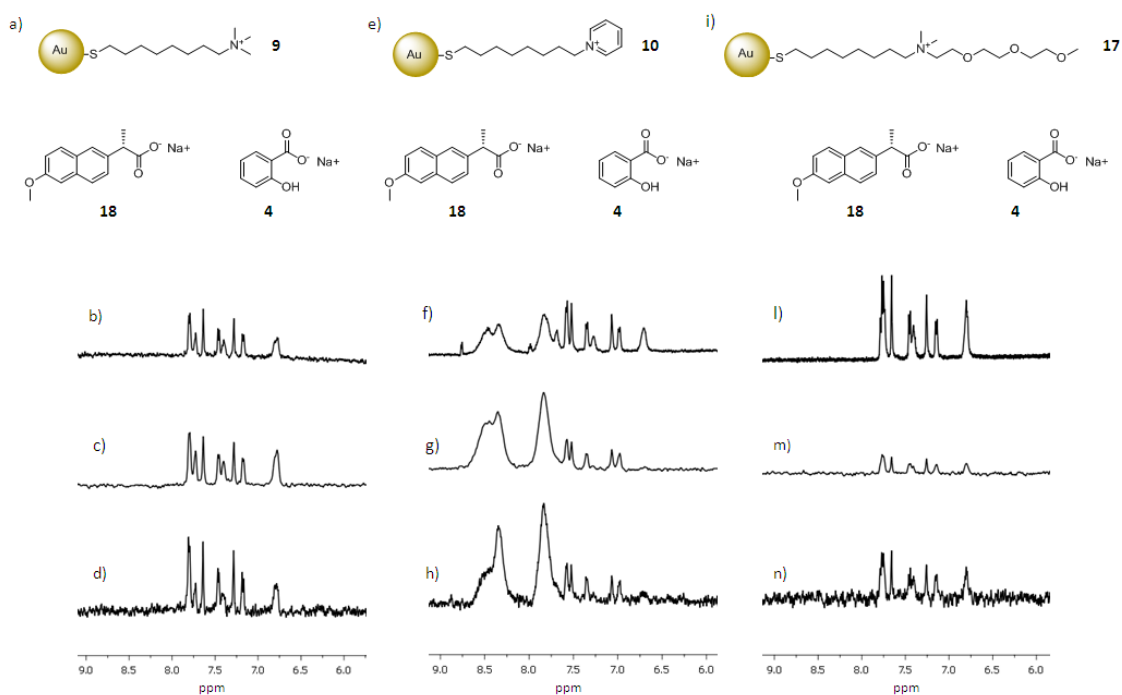 a)
Au
S
N+
9
e)
Au
S
N+
10
i)
Au
S
N+
O
O
O
17
O
O
O-
Na+
18
O
O-
Na+
OH
4
O
O
O-
Na+
18
O
O-
Na+
OH
4
O
O
O-
Na+
18
O
O-
Na+
OH
4
b)
f)
l)
c)
g)
m)
d)
h)
n)
9.0 8.5 8.0 7.5 7.0 6.5 6.0
ppm
9.0 8.5 8.0 7.5 7.0 6.5 6.0
ppm
9.0 8.5 8.0 7.5 7.0 6.5 6.0
ppm